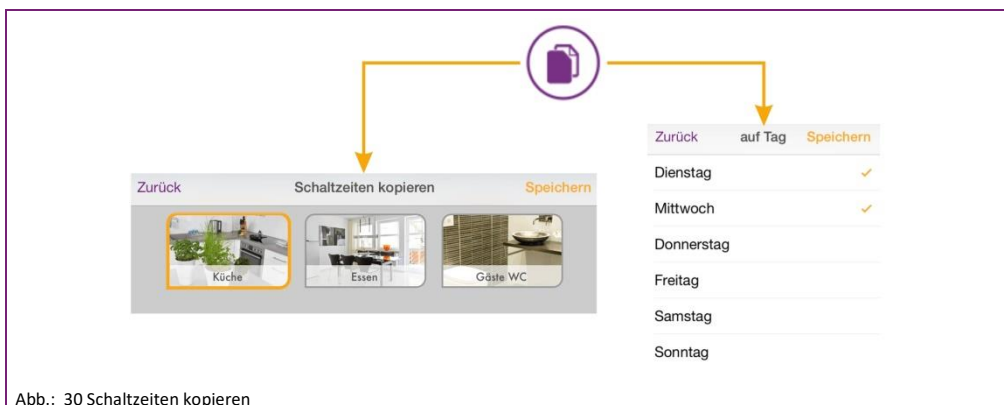 Zurück Schaltzeiten kopieren Speichern
Küche Essen Gäste WC
Zurück auf Tag Speichern
Dienstag
Mittwoch
Donnerstag
Freitag
Samstag
Sonntag
Abb.: 30 Schaltzeiten kopieren